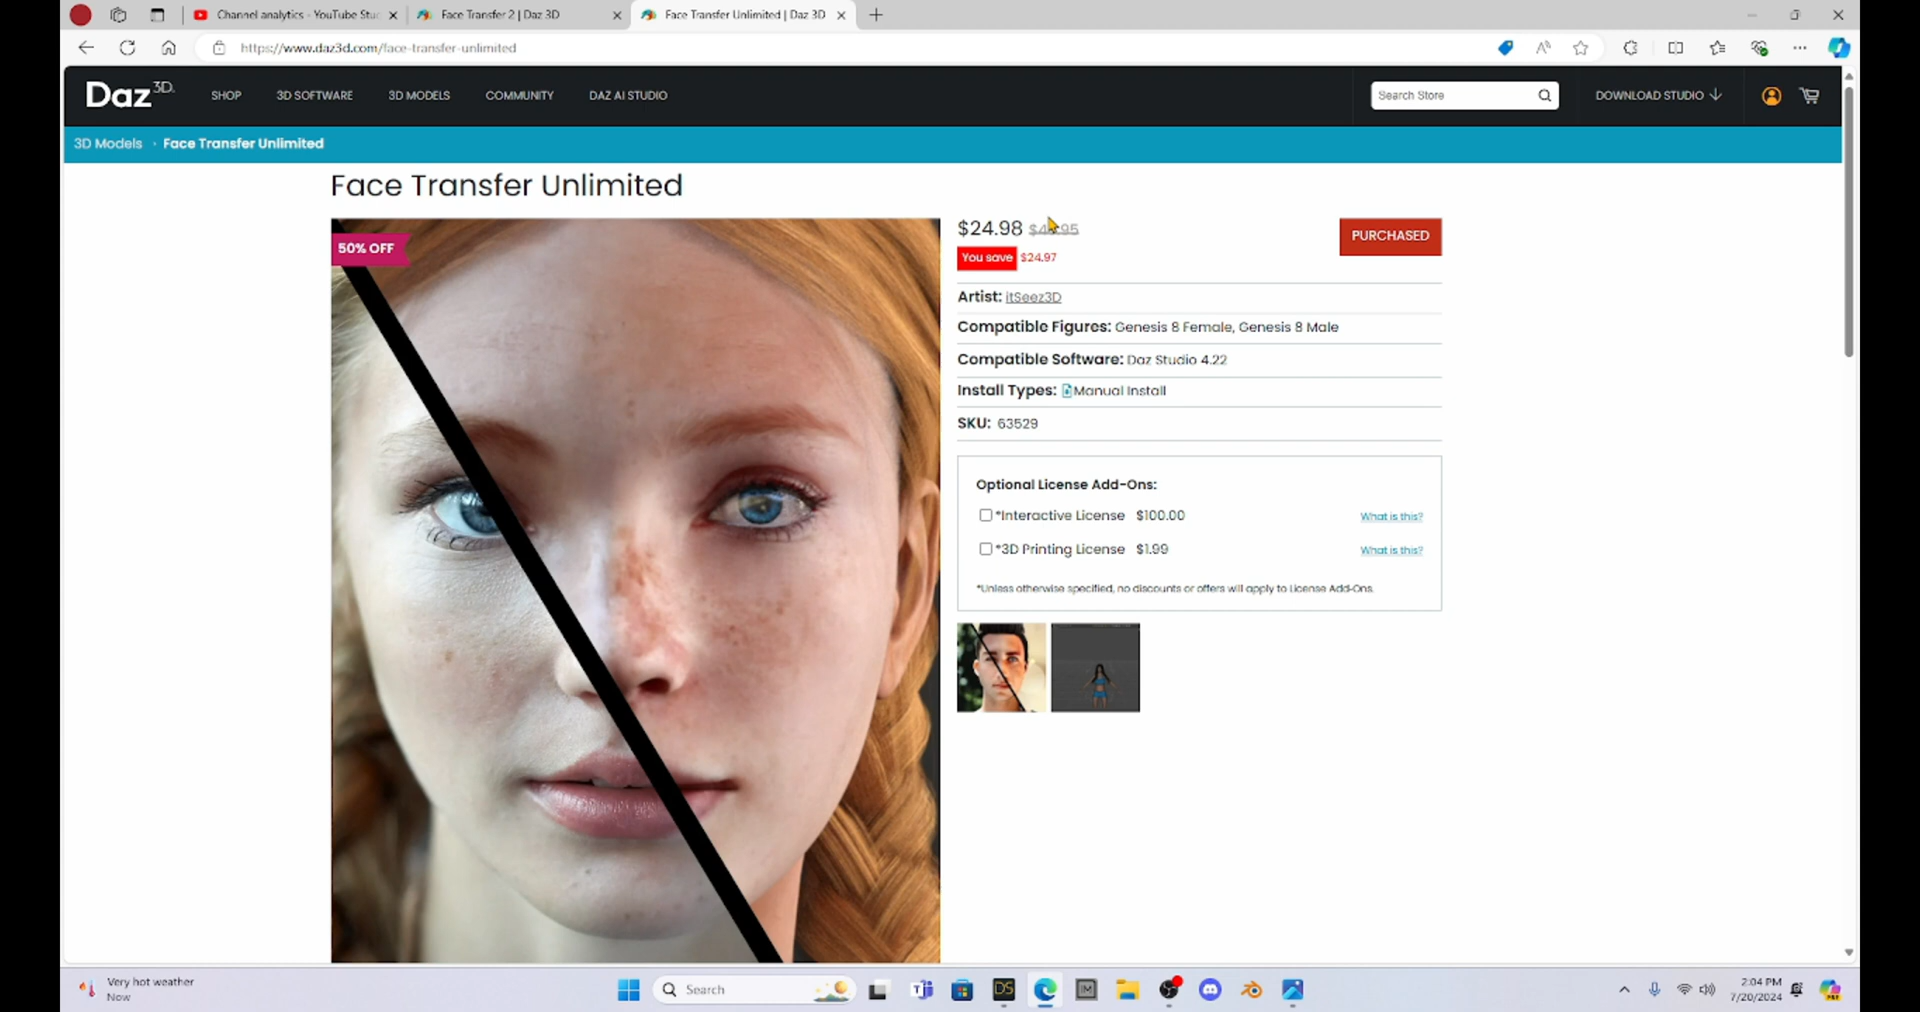 Channel analytics - YouTube Stu
Face Transfer 2 | Daz 3D
Face Transfer Unlimited | Daz 3D
https://www.daz3d.com/face-transfer-unlimited
Daz 3D
SHOP
3D SOFTWARE
3D MODELS
COMMUNITY
DAZ AI STUDIO
Search Store
DOWNLOAD STUDIO
3D Models · Face Transfer Unlimited
Face Transfer Unlimited
50% OFF
$24.98
PURCHASED
You save $24.97
Artist: itSeez3D
Compatible Figures: Genesis 8 Female, Genesis 8 Male
Compatible Software: Daz Studio 4.22
Install Types: Manual Install
SKU: 63529
Optional License Add-Ons:
*Interactive License $100.00 What is this?
*3D Printing License $1.99 What is this?
*Unless otherwise specified, no discounts or offers will apply to License Add-Ons.
Very hot weather
Now
Search
DS
IM
2:04 PM
7/20/2024